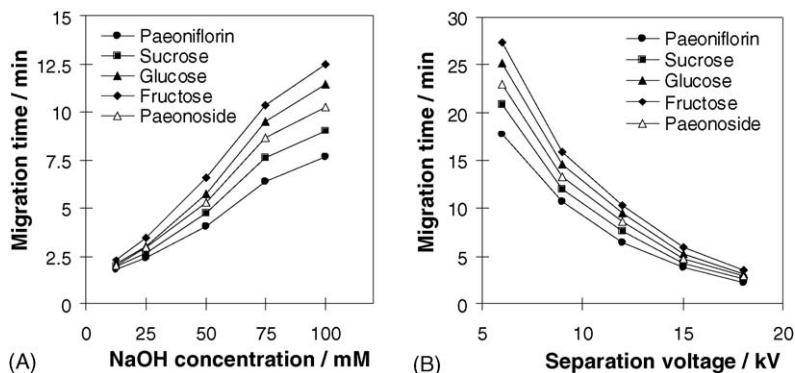 15
12.5
10
7.5
5
2.5
0
Migration time / min
Paeoniflorin
Sucrose
Glucose
Fructose
Paeonoside
0
25
50
75
100
NaOH concentration / mM
(A)
30
25
20
15
10
5
0
Migration time / min
Paeoniflorin
Sucrose
Glucose
Fructose
Paeonoside
5
10
15
20
Separation voltage / kV
(B)